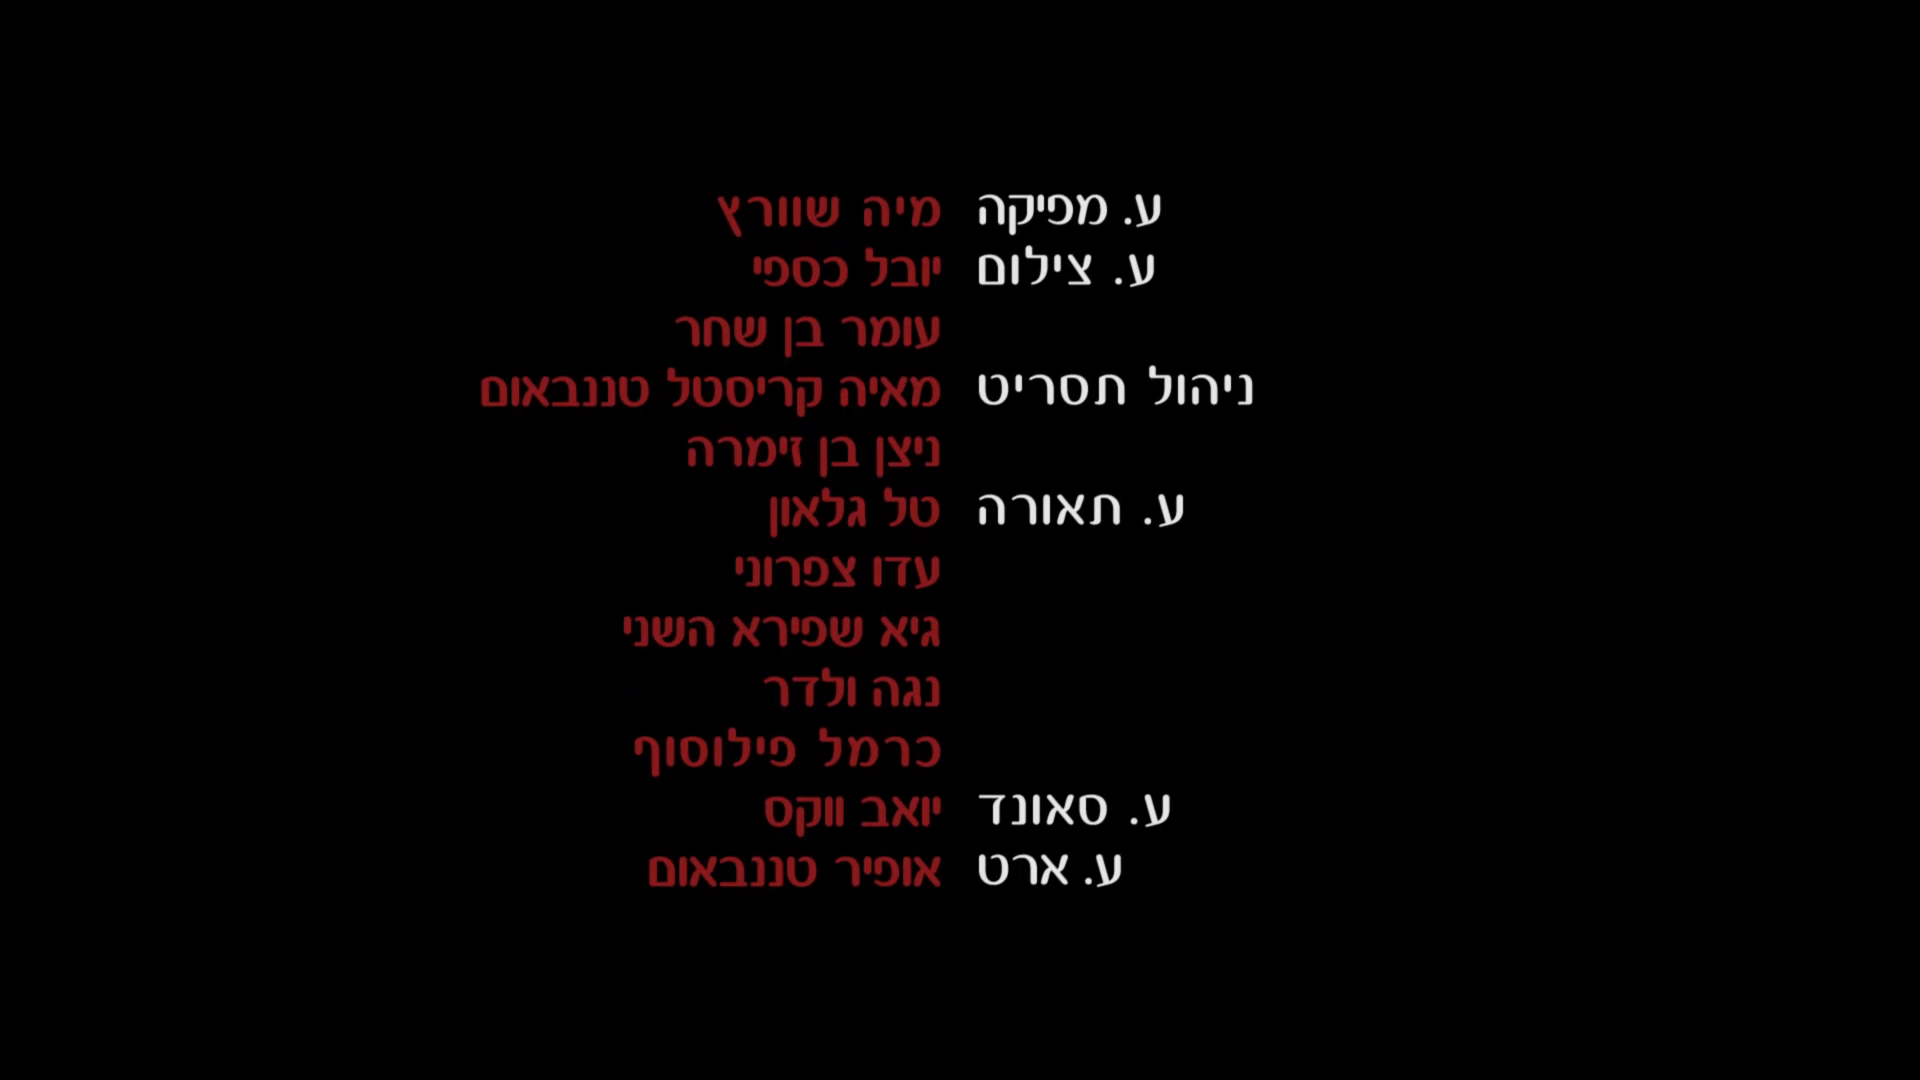 ע. מפיקה מיה שוורץ
ע. צילום יובל כספי
עומר בן שחר
ניהול תסריט מאיה קריסטל טננבאום
ניצן בן זימרה
ע. תאורה טל גלאון
עדו צפרוני
גיא שפירא השני
נגה ולדר
כרמל פילוסוף
ע. סאונד יואב ווקס
ע. ארט אופיר טננבאום